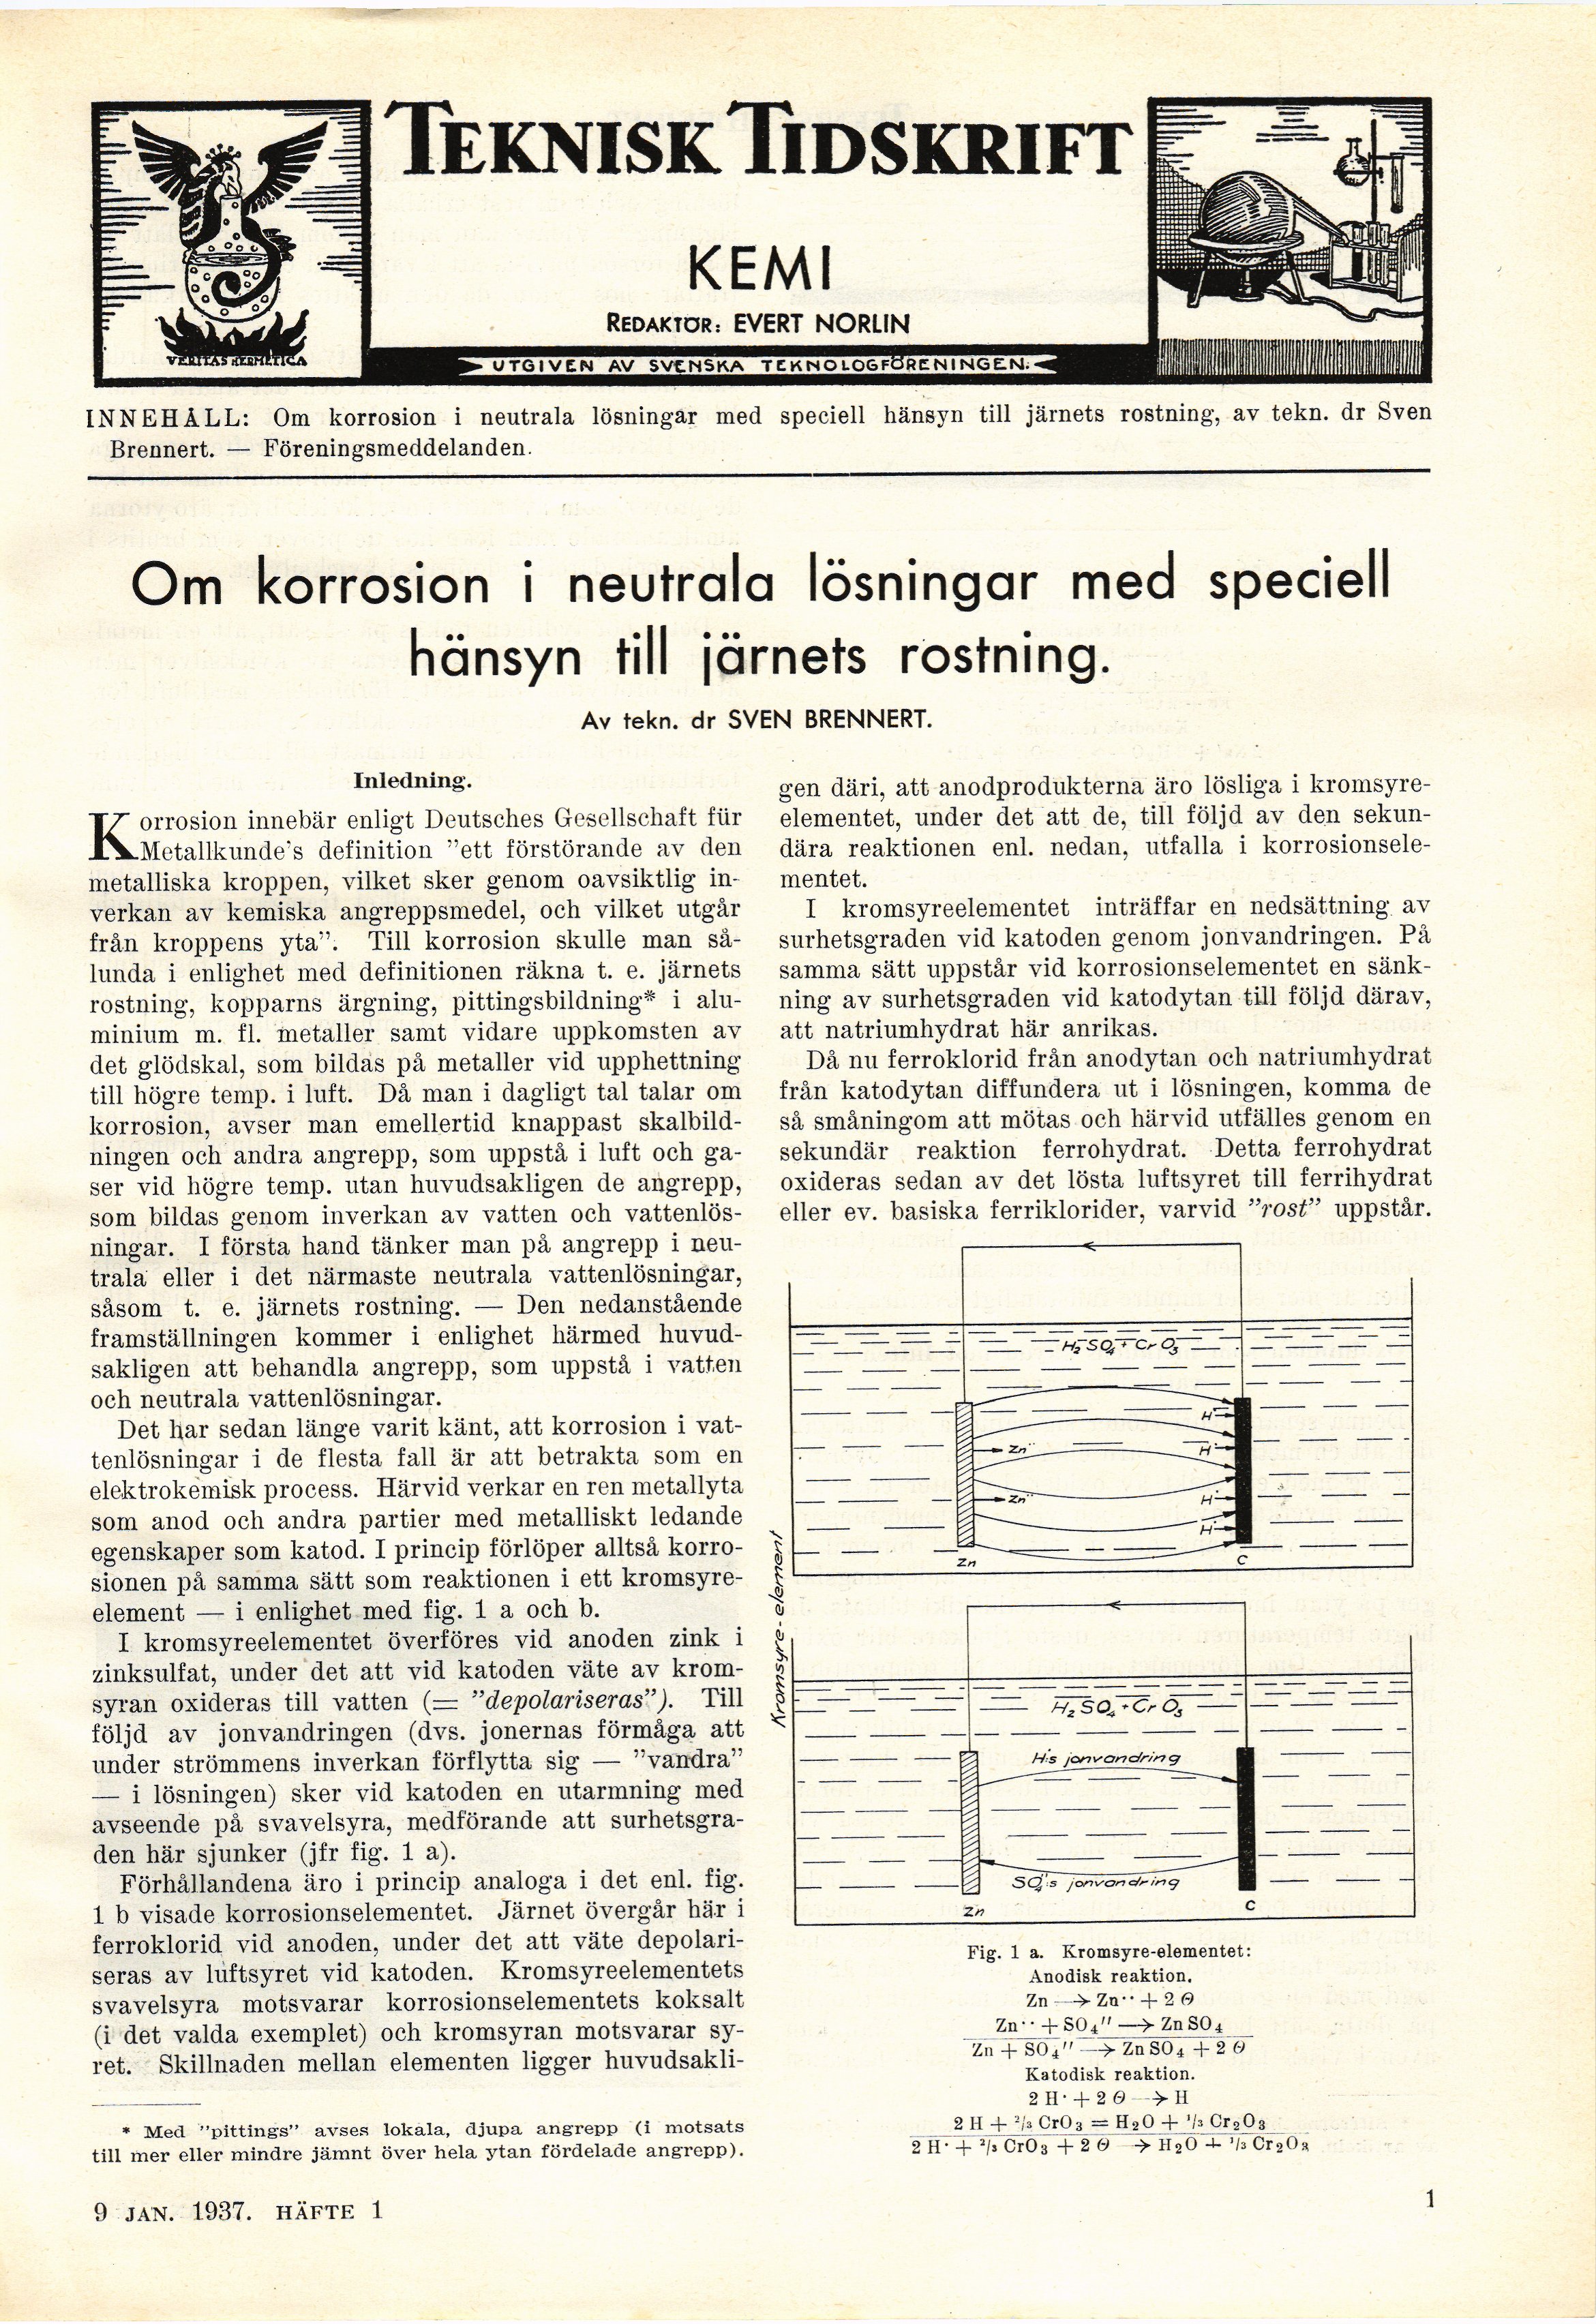 TEKNISK TIDSKRIFT
KEMI
REDAKTÖR: EVERT NORLIN
VERITAS HERMETICA
UTGIVEN AV SVENSKA TEKNOLOGFÖRENINGEN.
INNEHÅLL: Om korrosion i neutrala lösningar med speciell hänsyn till järnets rostning, av tekn. dr Sven
Brennert. — Föreningsmeddelanden.
Om korrosion i neutrala lösningar med speciell
hänsyn till järnets rostning.
Av tekn. dr SVEN BRENNERT.
Inledning.
Korrosion innebär enligt Deutsches Gesellschaft für
Metallkunde's definition ”ett förstörande av den
metalliska kroppen, vilket sker genom oavsiktlig in-
verkan av kemiska angreppsmedel, och vilket utgår
från kroppens yta”. Till korrosion skulle man så-
lunda i enlighet med definitionen räkna t. e. järnets
rostning, kopparns ärgning, pittingsbildning* i alu-
minium m. fl. metaller samt vidare uppkomsten av
det glödskal, som bildas på metaller vid upphettning
till högre temp. i luft. Då man i dagligt tal talar om
korrosion, avser man emellertid knappast skalbild-
ningen och andra angrepp, som uppstå i luft och ga-
ser vid högre temp. utan huvudsakligen de angrepp,
som bildas genom inverkan av vatten och vattenlös-
ningar. I första hand tänker man på angrepp i neu-
trala eller i det närmaste neutrala vattenlösningar,
såsom t. e. järnets rostning. — Den nedanstående
framställningen kommer i enlighet härmed huvud-
sakligen att behandla angrepp, som uppstå i vatten
och neutrala vattenlösningar.
Det har sedan länge varit känt, att korrosion i vat-
tenlösningar i de flesta fall är att betrakta som en
elektrokemisk process. Härvid verkar en ren metallyta
som anod och andra partier med metalliskt ledande
egenskaper som katod. I princip förlöper alltså korro-
sionen på samma sätt som reaktionen i ett kromsyre-
element — i enlighet med fig. 1 a och b.
I kromsyreelementet överföres vid anoden zink i
zinksulfat, under det att vid katoden väte av krom-
syran oxideras till vatten (= ”depolariseras”). Till
följd av jonvandringen (dvs. jonernas förmåga att
under strömmens inverkan förflytta sig — ”vandra”
— i lösningen) sker vid katoden en utarmning med
avseende på svavelsyra, medförande att surhetsgra-
den här sjunker (jfr fig. 1 a).
Förhållandena äro i princip analoga i det enl. fig.
1 b visade korrosionselementet. Järnet övergår här i
ferroklorid vid anoden, under det att väte depolari-
seras av luftsyret vid katoden. Kromsyreelementets
svavelsyra motsvarar korrosionselementets koksalt
(i det valda exemplet) och kromsyran motsvarar sy-
ret. Skillnaden mellan elementen ligger huvudsakli-
* Med ”pittings” avses lokala, djupa angrepp (i motsats
till mer eller mindre jämnt över hela ytan fördelade angrepp).
gen däri, att anodprodukterna äro lösliga i kromsyre-
elementet, under det att de, till följd av den sekun-
dära reaktionen enl. nedan, utfalla i korrosionsele-
mentet.
I kromsyreelementet inträffar en nedsättning av
surhetsgraden vid katoden genom jonvandringen. På
samma sätt uppstår vid korrosionselementet en sänk-
ning av surhetsgraden vid katodytan till följd därav,
att natriumhydrat här anrikas.
Då nu ferroklorid från anodytan och natriumhydrat
från katodytan diffundera ut i lösningen, komma de
så småningom att mötas och härvid utfälles genom en
sekundär reaktion ferrohydrat. Detta ferrohydrat
oxideras sedan av det lösta luftsyret till ferrihydrat
eller ev. basiska ferriklorider, varvid ”rost” uppstår.
Kromsyre-element
H₂SO₄+CrO₃
H·
Zn··
H·
Zn··
H·
H·
Zn
C
H₂SO₄+CrO₃
H·:s jonvandring
SO₄'':s jonvandring
Zn
C
Fig. 1 a. Kromsyre-elementet:
Anodisk reaktion.
Zn —> Zn·· + 2 Θ
Zn·· + SO₄'' —> ZnSO₄
Zn + SO₄'' —> ZnSO₄ + 2 Θ
Katodisk reaktion.
2 H· + 2 Θ —> H
2 H + ²/₃ CrO₃ = H₂O + ¹/₃ Cr₂O₃
2 H· + ²/₃ CrO₃ + 2 Θ —> H₂O + ¹/₃ Cr₂O₃
9 JAN. 1937. HÄFTE 1
1